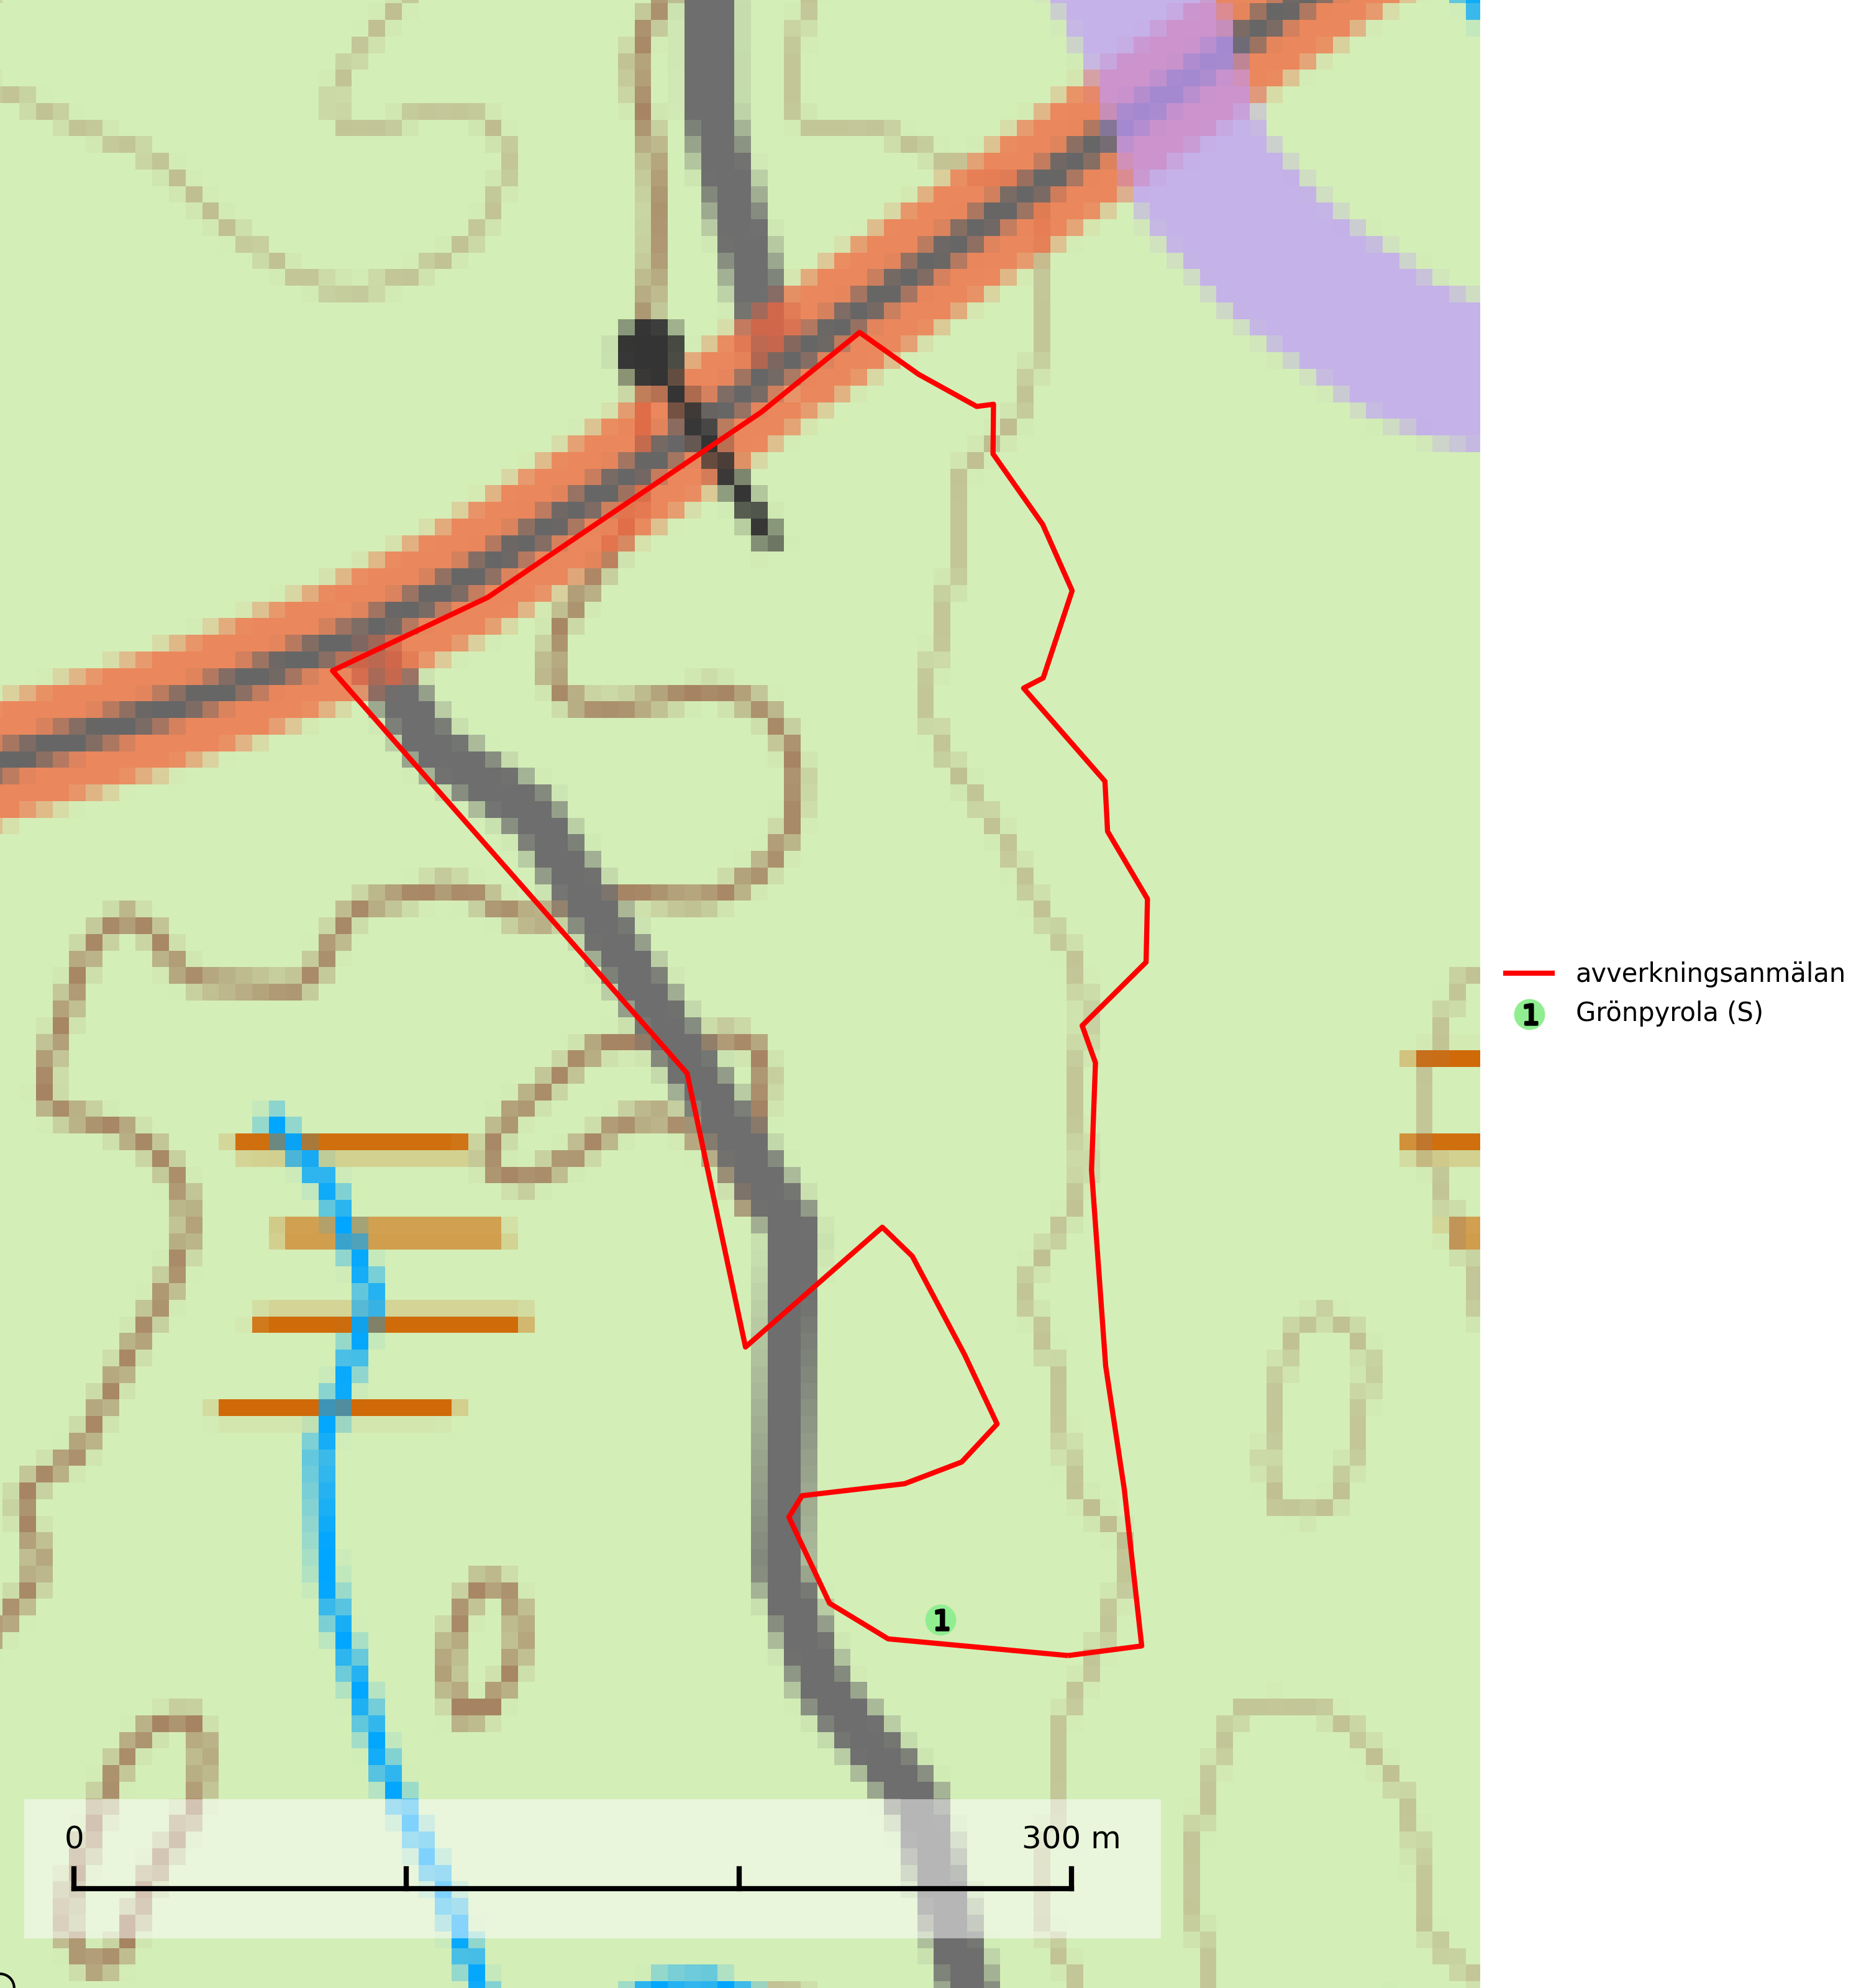 avverkningsanmälan
1 Grönpyrola (S)
1
0 300 m